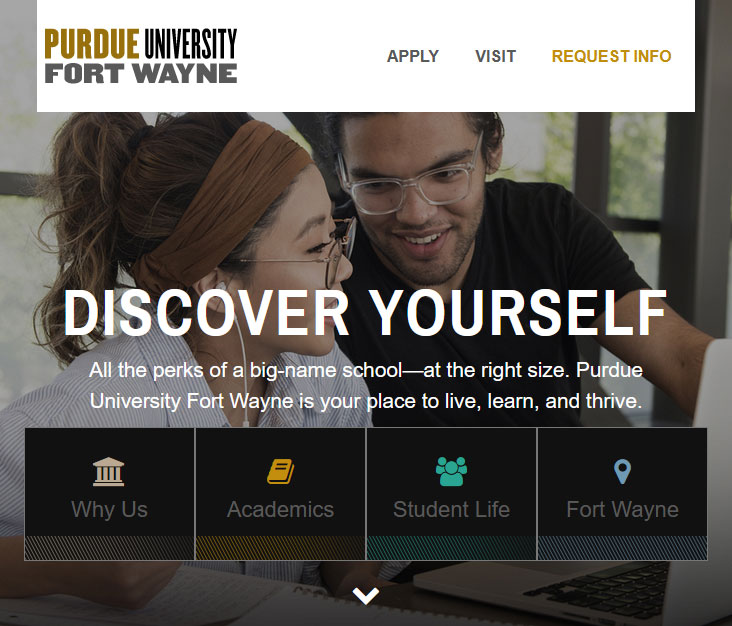 PURDUE UNIVERSITY
FORT WAYNE
APPLY VISIT REQUEST INFO
DISCOVER YOURSELF
All the perks of a big-name school—at the right size. Purdue
University Fort Wayne is your place to live, learn, and thrive.
Why Us Academics Student Life Fort Wayne